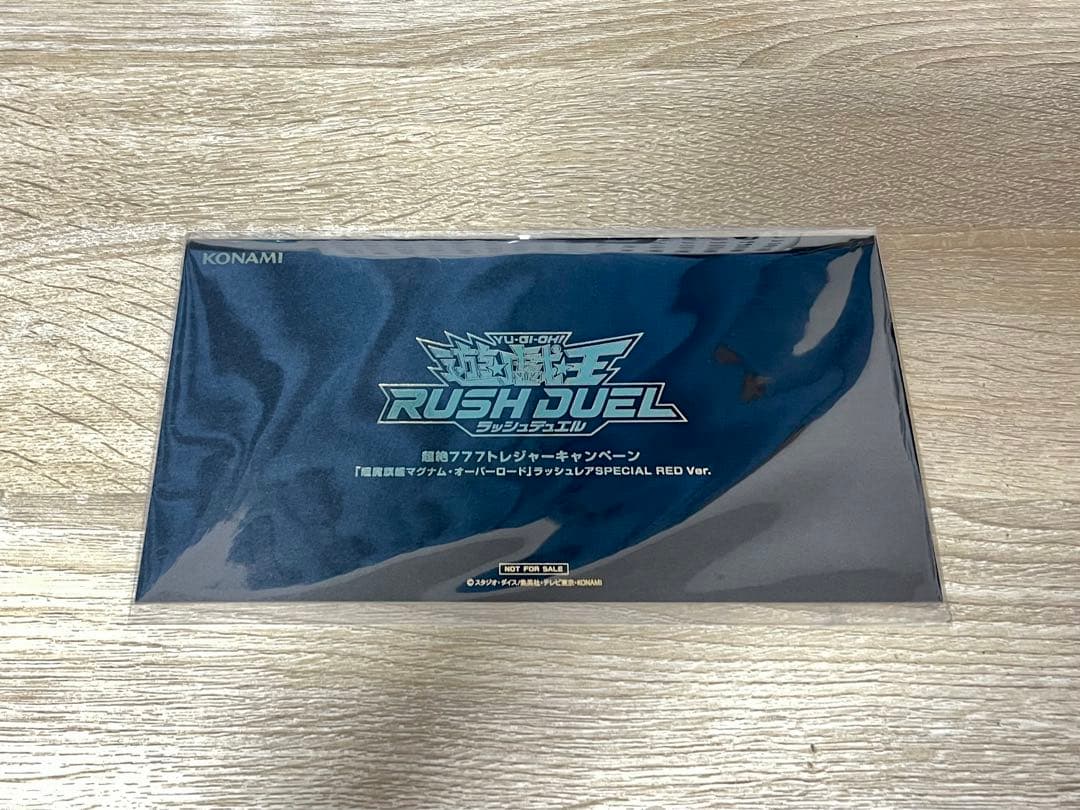 KONAMI
YU-GI-OH!
遊☆戯☆王
RUSH DUEL
ラッシュデュエル
超絶777トレジャーキャンペーン
「超魔旗艦マグナム・オーバーロード」ラッシュレアSPECIAL RED Ver.
NOT FOR SALE
©スタジオ・ダイス/集英社・テレビ東京・KONAMI